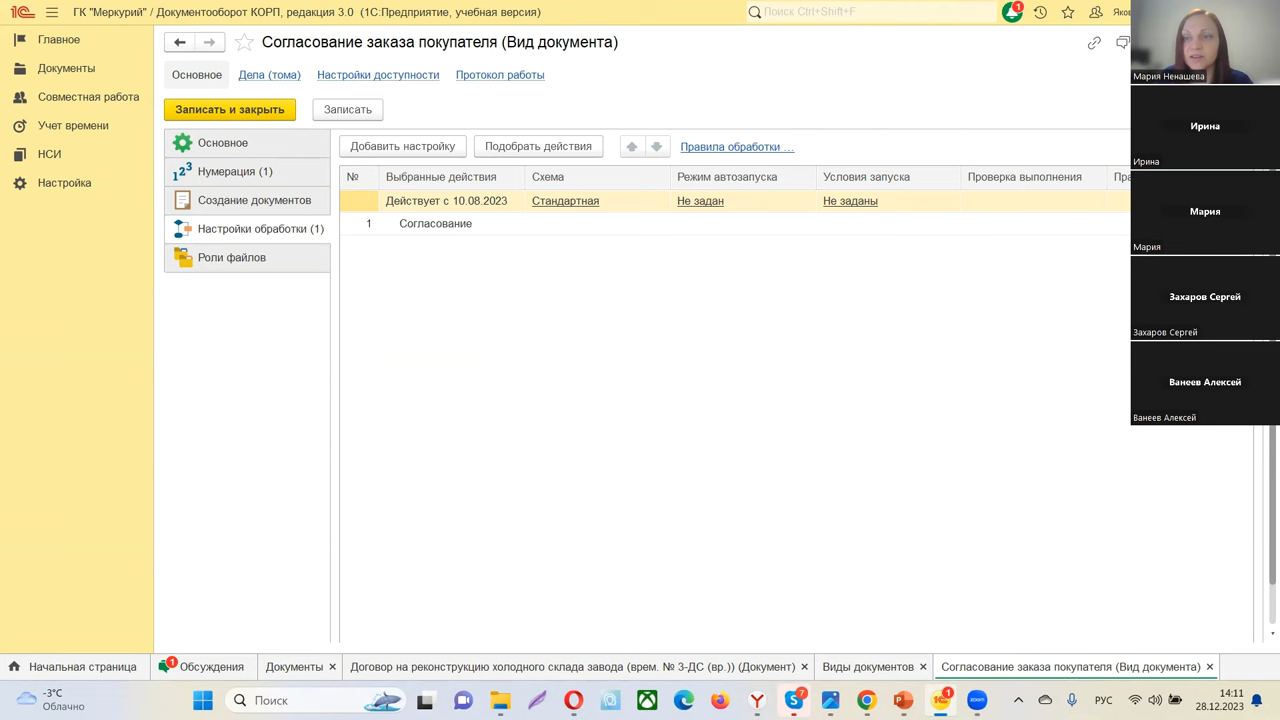 ГК "Меркурий" / Документооборот КОРП, редакция 3.0 (1С:Предприятие, учебная версия)
Поиск Ctrl+Shift+F
1
Яков
Главное
Документы
Совместная работа
Учет времени
НСИ
Настройка
Согласование заказа покупателя (Вид документа)
Основное
Дела (тома)
Настройки доступности
Протокол работы
Записать и закрыть
Записать
Основное
Нумерация (1)
Создание документов
Настройки обработки (1)
Роли файлов
Добавить настройку
Подобрать действия
Правила обработки ...
№ Выбранные действия Схема Режим автозапуска Условия запуска Проверка выполнения Пра
Действует с 10.08.2023 Стандартная Не задан Не заданы
1 Согласование
Мария Ненашева
Ирина
Ирина
Мария
Мария
Захаров Сергей
Захаров Сергей
Ванеев Алексей
Ванеев Алексей
Начальная страница
1
Обсуждения
Документы
Договор на реконструкцию холодного склада завода (врем. № 3-ДС (вр.)) (Документ)
Виды документов
Согласование заказа покупателя (Вид документа)
-3°C
Облачно
Поиск
7
1
РУС
14:11
28.12.2023